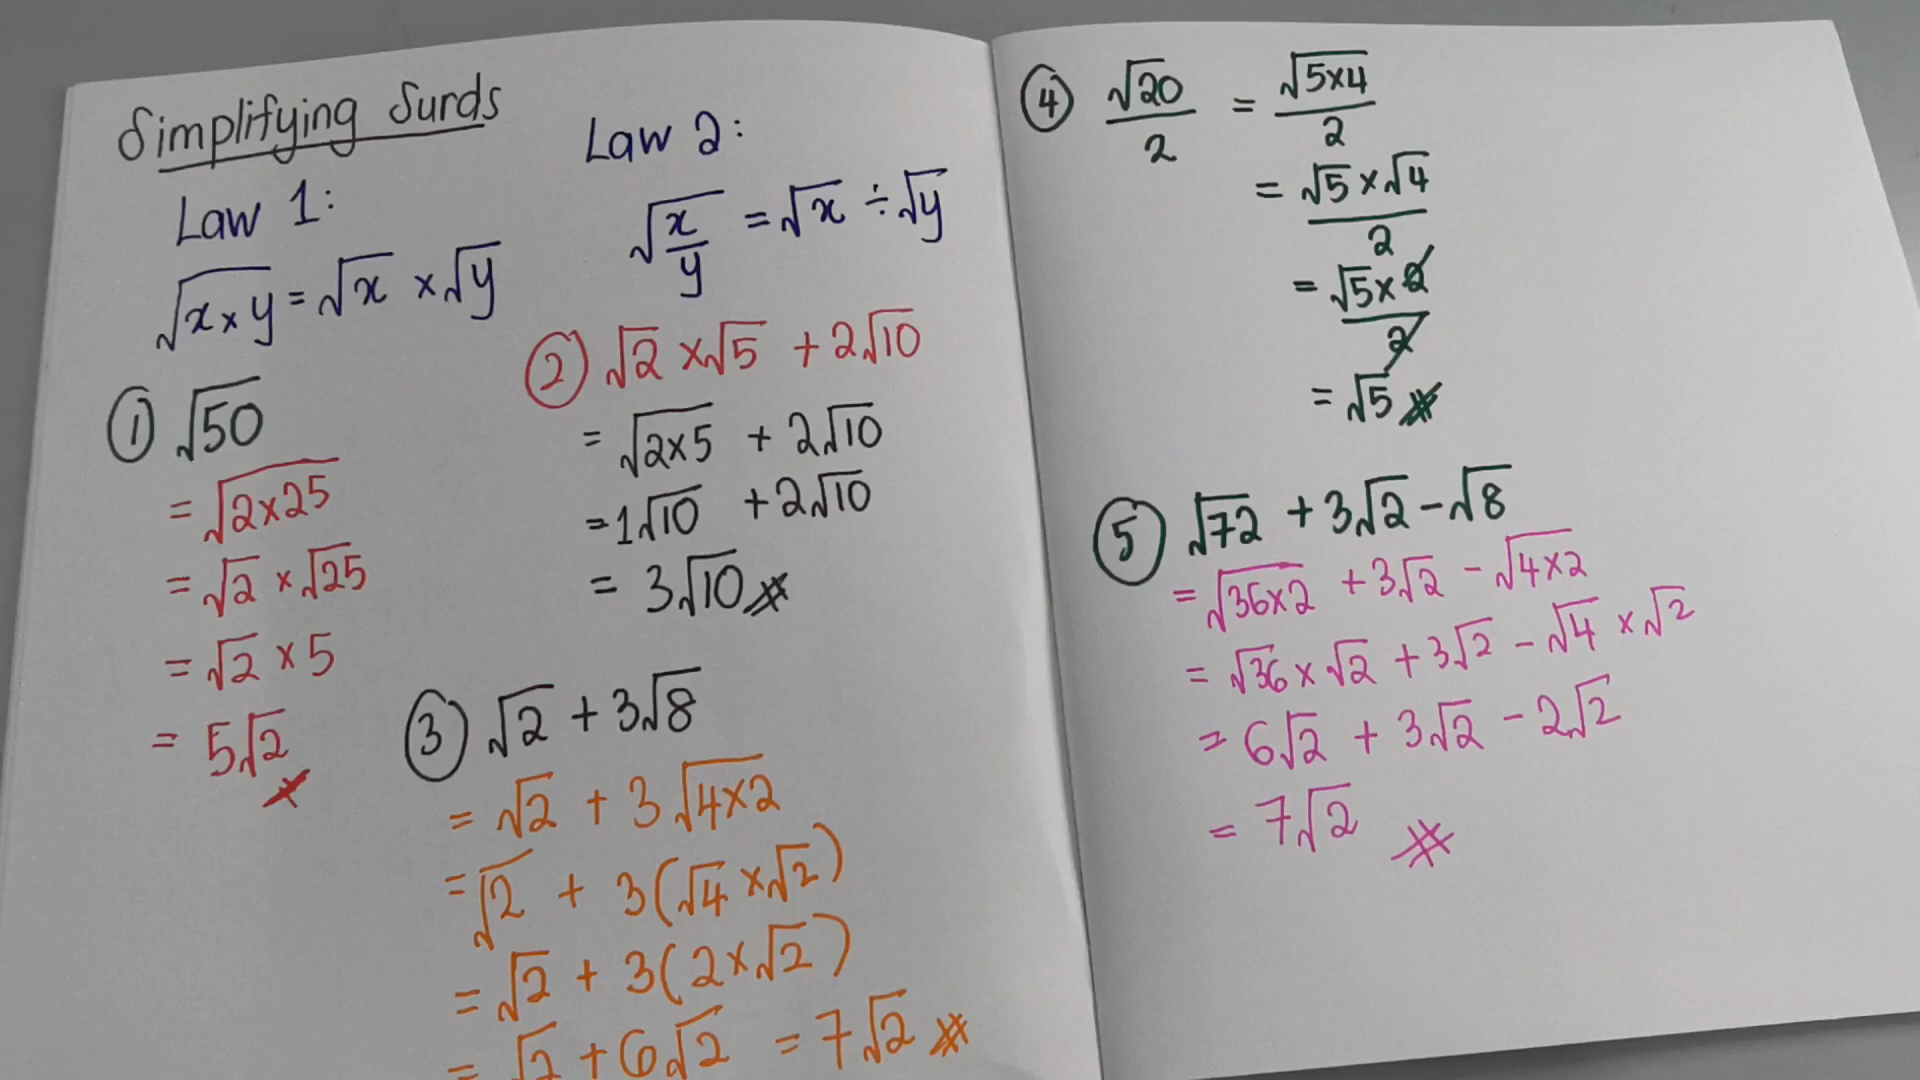 Simplifying Surds
Law 1:
√(x × y) = √x × √y
Law 2:
√(x/y) = √x ÷ √y
① √50
= √(2×25)
= √2 × √25
= √2 × 5
= 5√2
② √2 × √5 + 2√10
= √(2×5) + 2√10
= 1√10 + 2√10
= 3√10
③ √2 + 3√8
= √2 + 3√(4×2)
= √2 + 3(√4 × √2)
= √2 + 3(2×√2)
= √2 + 6√2 = 7√2
④ √20/2 = √(5×4)/2
= (√5 × √4)/2
= (√5 × 2)/2
= √5
⑤ √72 + 3√2 - √8
= √(36×2) + 3√2 - √(4×2)
= √36 × √2 + 3√2 - √4 × √2
= 6√2 + 3√2 - 2√2
= 7√2